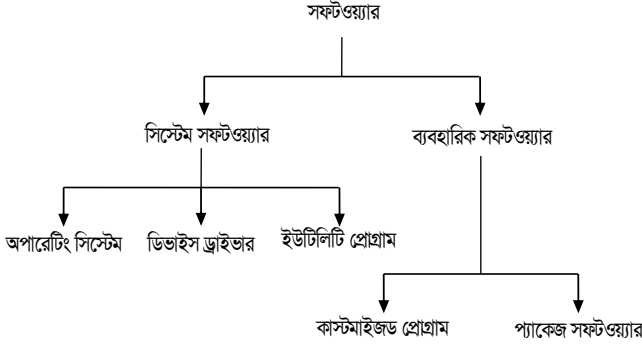 সফটওয়্যার
সিস্টেম সফটওয়্যার
ব্যবহারিক সফটওয়্যার
অপারেটিং সিস্টেম
ডিভাইস ড্রাইভার
ইউটিলিটি প্রোগ্রাম
কাস্টমাইজড প্রোগ্রাম
প্যাকেজ সফটওয়্যার